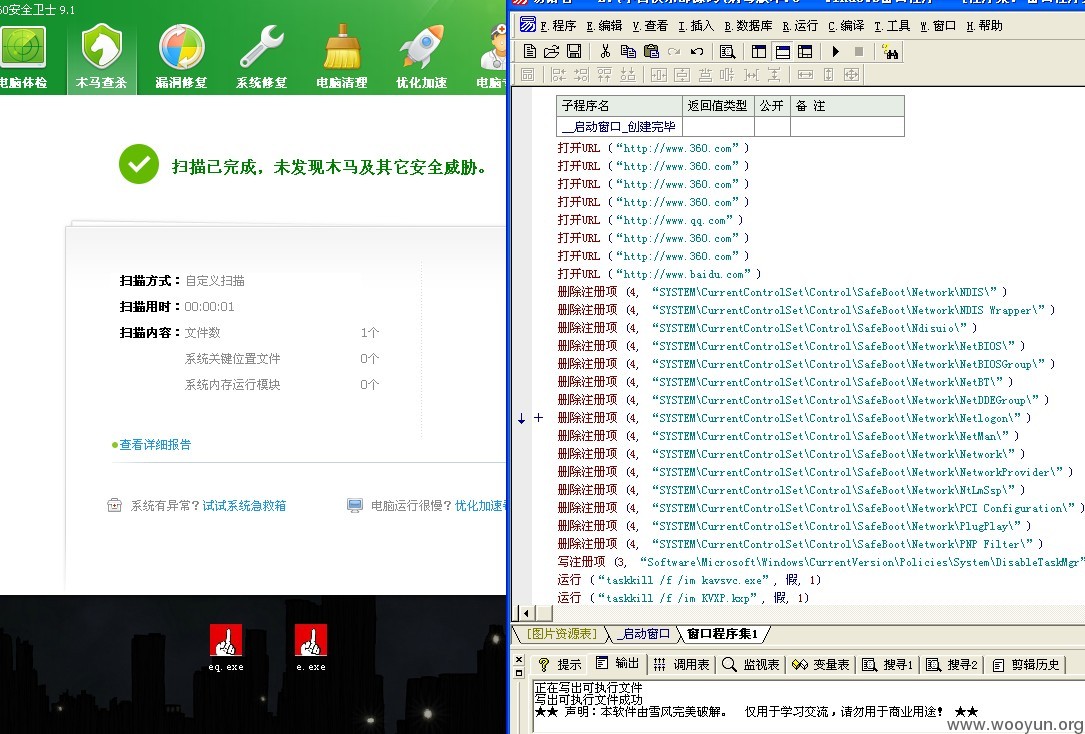 360安全卫士 9.1
电脑体检 木马查杀 漏洞修复 系统修复 电脑清理 优化加速
扫描已完成，未发现木马及其它安全威胁。
扫描方式：自定义扫描
扫描用时：00:00:01
扫描内容：文件数 1个
系统关键位置文件 0个
系统内存运行模块 0个
查看详细报告
系统有异常？试试系统急救箱
电脑运行很慢？优化加速
eq.exe
e.exe
E.程序 E.编辑 V.查看 I.插入 B.数据库 R.运行 C.编译 T.工具 W.窗口 H.帮助
子程序名 返回值类型 公开 备 注
__启动窗口_创建完毕
打开URL (“http://www.360.com”)
打开URL (“http://www.360.com”)
打开URL (“http://www.360.com”)
打开URL (“http://www.360.com”)
打开URL (“http://www.qq.com”)
打开URL (“http://www.360.com”)
打开URL (“http://www.360.com”)
打开URL (“http://www.baidu.com”)
删除注册项 (4, “SYSTEM\CurrentControlSet\Control\SafeBoot\Network\NDIS\”)
删除注册项 (4, “SYSTEM\CurrentControlSet\Control\SafeBoot\Network\NDIS Wrapper\”)
删除注册项 (4, “SYSTEM\CurrentControlSet\Control\SafeBoot\Ndisuio\”)
删除注册项 (4, “SYSTEM\CurrentControlSet\Control\SafeBoot\Network\NetBIOS\”)
删除注册项 (4, “SYSTEM\CurrentControlSet\Control\SafeBoot\Network\NetBIOSGroup\”)
删除注册项 (4, “SYSTEM\CurrentControlSet\Control\SafeBoot\Network\NetBT\”)
删除注册项 (4, “SYSTEM\CurrentControlSet\Control\SafeBoot\Network\NetDDEGroup\”)
删除注册项 (4, “SYSTEM\CurrentControlSet\Control\SafeBoot\Network\Netlogon\”)
删除注册项 (4, “SYSTEM\CurrentControlSet\Control\SafeBoot\Network\NetMan\”)
删除注册项 (4, “SYSTEM\CurrentControlSet\Control\SafeBoot\Network\Network\”)
删除注册项 (4, “SYSTEM\CurrentControlSet\Control\SafeBoot\Network\NetworkProvider\”)
删除注册项 (4, “SYSTEM\CurrentControlSet\Control\SafeBoot\Network\NtLmSsp\”)
删除注册项 (4, “SYSTEM\CurrentControlSet\Control\SafeBoot\Network\PCI Configuration\”)
删除注册项 (4, “SYSTEM\CurrentControlSet\Control\SafeBoot\Network\PlugPlay\”)
删除注册项 (4, “SYSTEM\CurrentControlSet\Control\SafeBoot\Network\PNP Filter\”)
写注册项 (3, “Software\Microsoft\Windows\CurrentVersion\Policies\System\DisableTaskMgr”
运行 (“taskkill /f /im kavsvc.exe”, 假, 1)
运行 (“taskkill /f /im KVXP.kxp”, 假, 1)
[图片资源表] _启动窗口 窗口程序集1
提示 输出 调用表 监视表 变量表 搜寻1 搜寻2 剪辑历史
正在写出可执行文件
写出可执行文件成功
★★ 声明：本软件由雪风完美破解。 仅用于学习交流，请勿用于商业用途！ ★★
www.wooyun.org